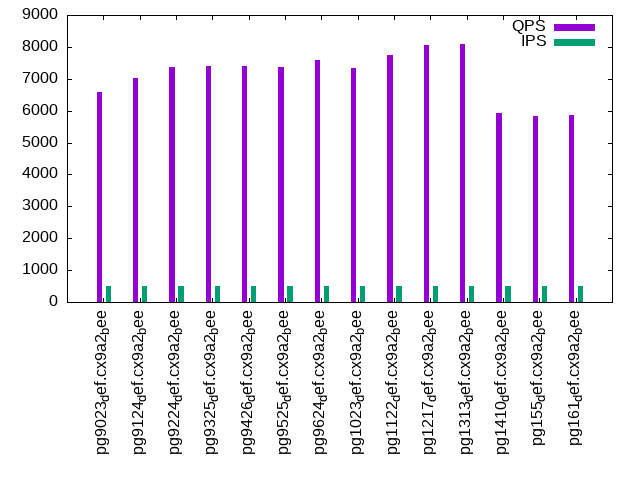 9000
8000
7000
6000
5000
4000
3000
2000
1000
0
QPS
IPS
pg9023def.cx9a2bee
pg9124def.cx9a2bee
pg9224def.cx9a2bee
pg9325def.cx9a2bee
pg9426def.cx9a2bee
pg9525def.cx9a2bee
pg9624def.cx9a2bee
pg1023def.cx9a2bee
pg1122def.cx9a2bee
pg1217def.cx9a2bee
pg1313def.cx9a2bee
pg1410def.cx9a2bee
pg155def.cx9a2bee
pg161def.cx9a2bee